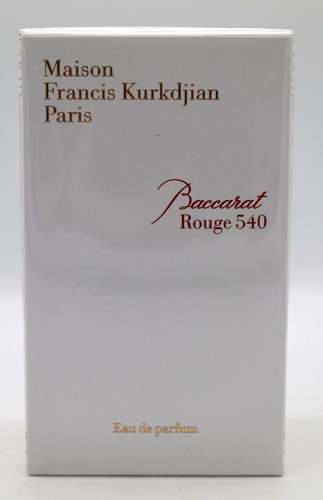 Maison
Francis Kurkdjian
Paris
Baccarat
Rouge 540
Eau de parfum